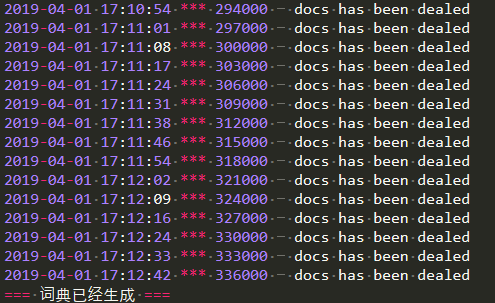 2019-04-01 17:10:54 *** 294000 — docs has been dealed
2019-04-01 17:11:01 *** 297000 — docs has been dealed
2019-04-01 17:11:08 *** 300000 — docs has been dealed
2019-04-01 17:11:17 *** 303000 — docs has been dealed
2019-04-01 17:11:24 *** 306000 — docs has been dealed
2019-04-01 17:11:31 *** 309000 — docs has been dealed
2019-04-01 17:11:38 *** 312000 — docs has been dealed
2019-04-01 17:11:46 *** 315000 — docs has been dealed
2019-04-01 17:11:54 *** 318000 — docs has been dealed
2019-04-01 17:12:02 *** 321000 — docs has been dealed
2019-04-01 17:12:09 *** 324000 — docs has been dealed
2019-04-01 17:12:16 *** 327000 — docs has been dealed
2019-04-01 17:12:24 *** 330000 — docs has been dealed
2019-04-01 17:12:33 *** 333000 — docs has been dealed
2019-04-01 17:12:42 *** 336000 — docs has been dealed
=== 词典已经生成 ===